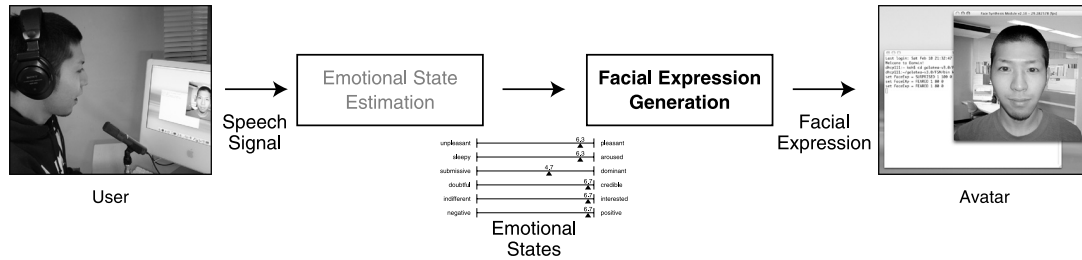 Emotional State
Estimation
Facial Expression
Generation
Speech
Signal
Facial
Expression
User
Avatar
unpleasant 6,3 pleasant
sleepy 6,3 aroused
submissive 4,7 dominant
doubtful 6,7 credible
indifferent 6,7 interested
negative 6,7 positive
Emotional
States